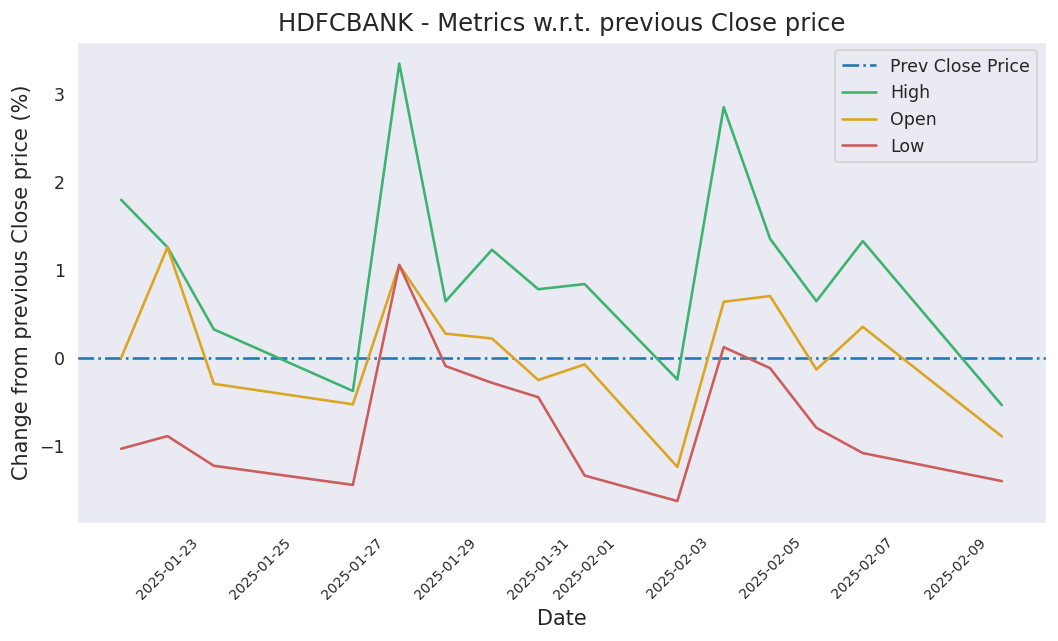 HDFCBANK - Metrics w.r.t. previous Close price
Change from previous Close price (%)
3
2
1
0
−1
Prev Close Price
High
Open
Low
2025-01-23
2025-01-25
2025-01-27
2025-01-29
2025-01-31
2025-02-01
2025-02-03
2025-02-05
2025-02-07
2025-02-09
Date